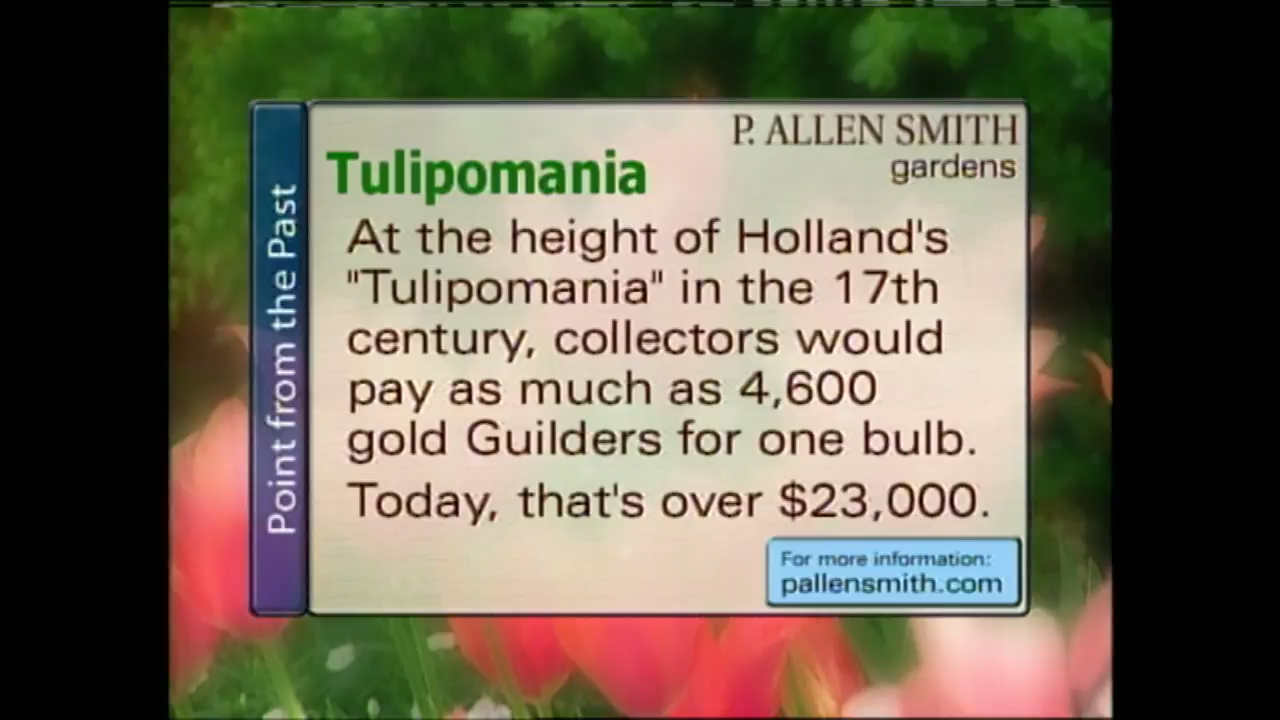 P. ALLEN SMITH
gardens
Tulipomania
Point from the Past
At the height of Holland's
"Tulipomania" in the 17th
century, collectors would
pay as much as 4,600
gold Guilders for one bulb.
Today, that's over $23,000.
For more information:
pallensmith.com